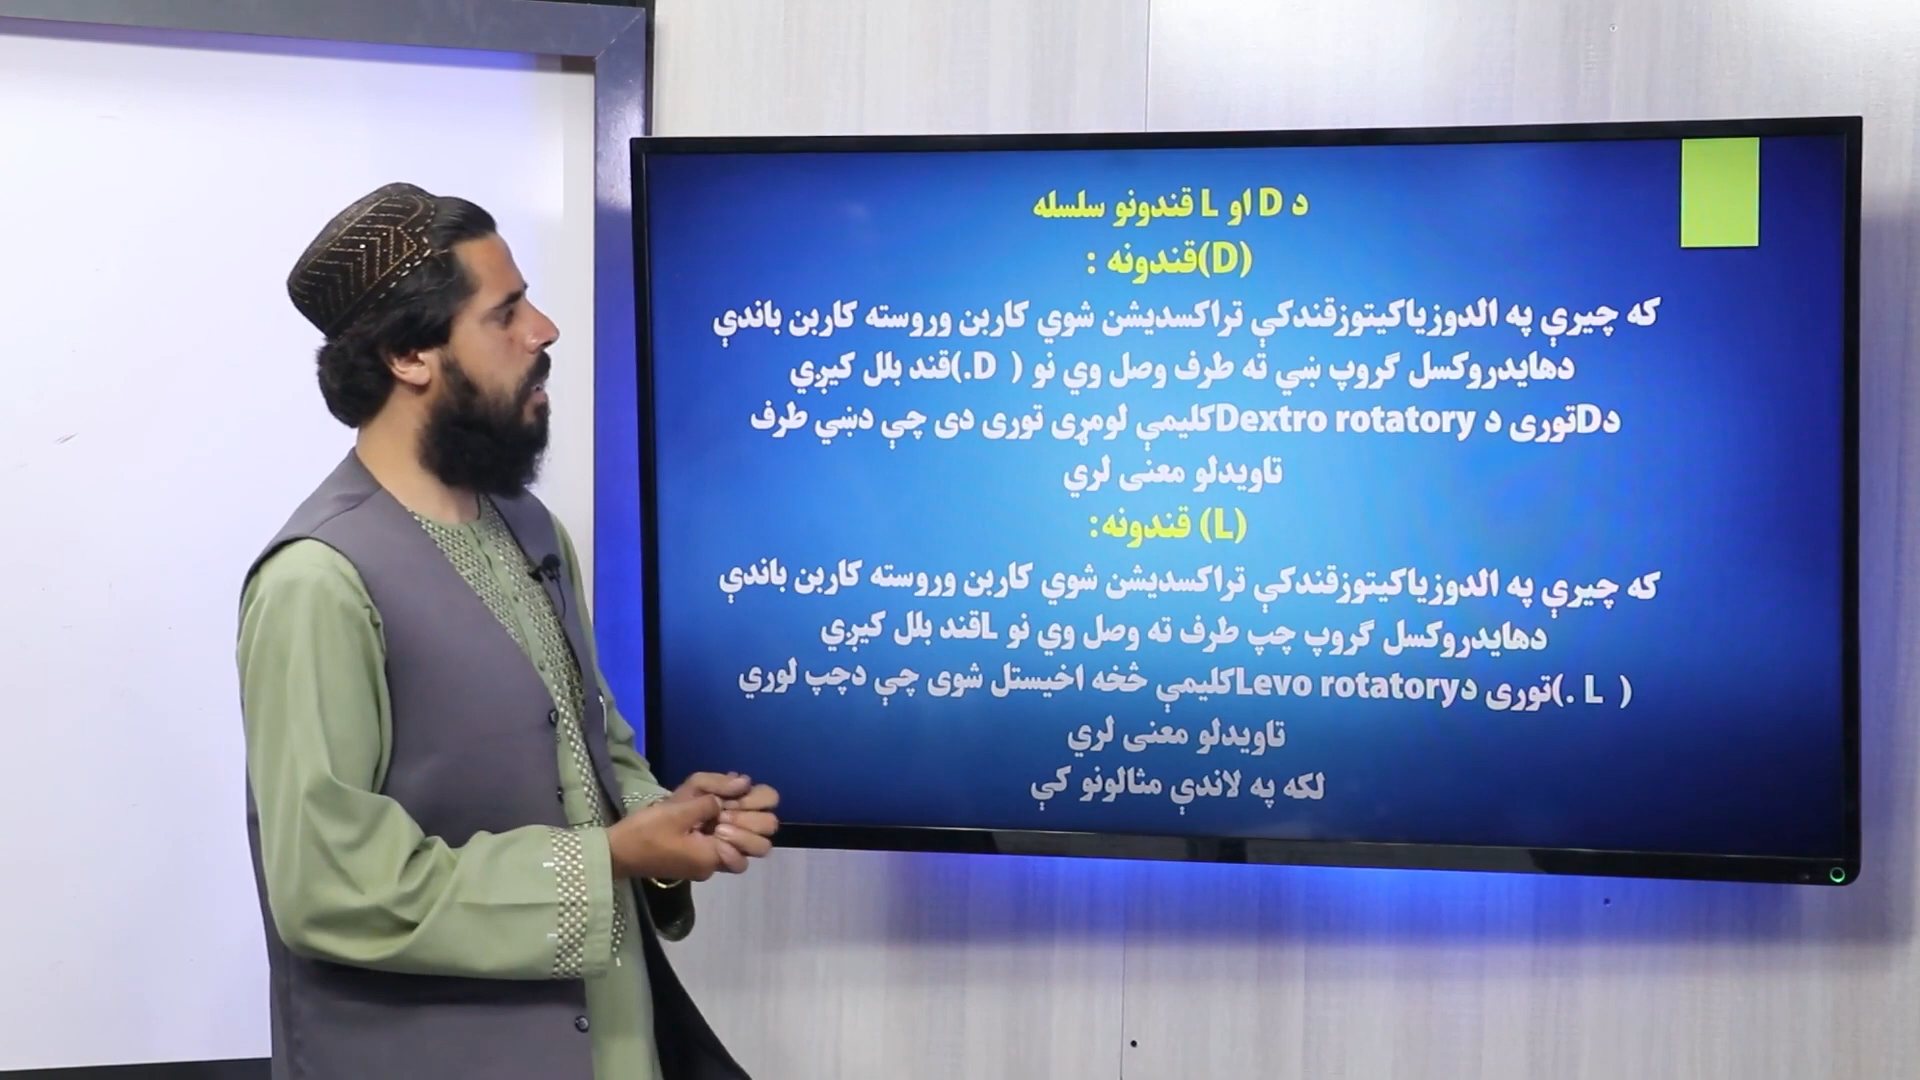 د D او L قندونو سلسله
(D)قندونه :
که چیرې په الدوزیاکیتوزقندکې تراکسدیشن شوي کاربن وروسته کاربن باندې
دهایدروکسل گروپ ښي ته طرف وصل وي نو ( D.)قند بلل کیږي
دDتوری د Dextro rotatoryکلیمې لومړی توری دی چې دښي طرف
تاویدلو معنی لري
(L) قندونه:
که چیرې په الدوزیاکیتوزقندکې تراکسدیشن شوي کاربن وروسته کاربن باندې
دهایدروکسل گروپ چپ طرف ته وصل وي نو Lقند بلل کیږي
( L .)توری دLevo rotatoryکلیمې څخه اخیستل شوی چې دچپ لوري
تاویدلو معنی لري
لکه په لاندې مثالونو کې